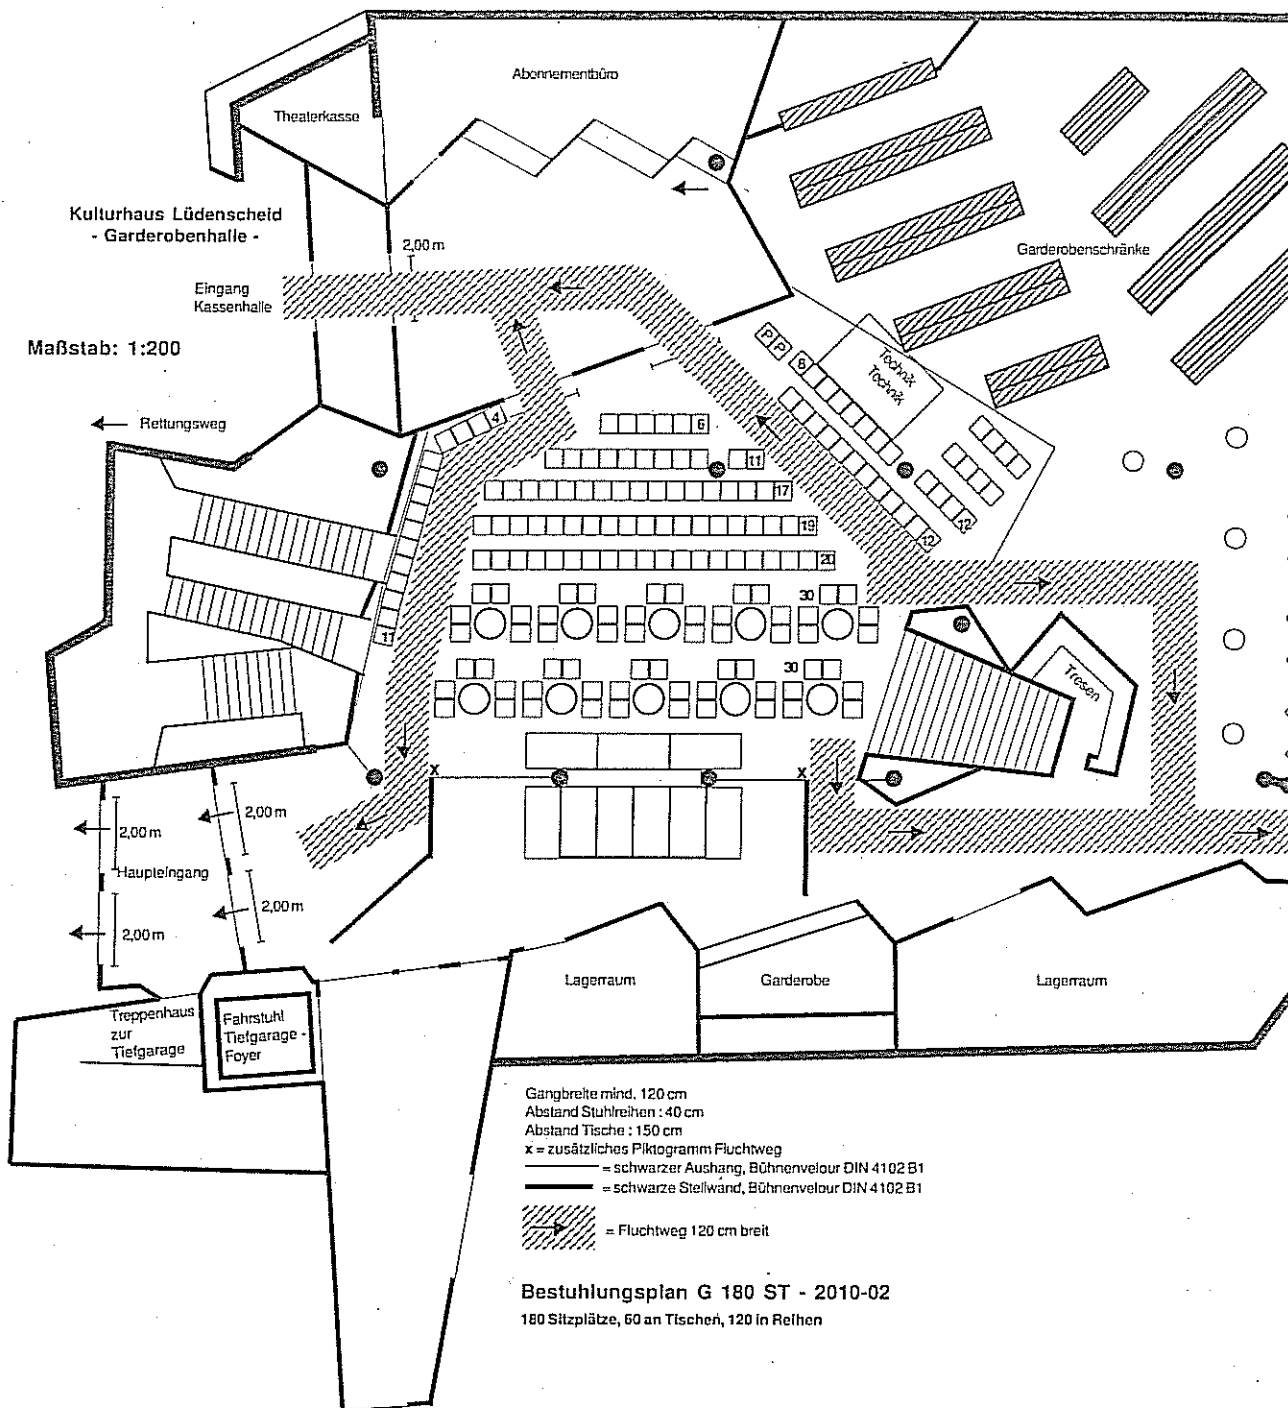 Abonnementbüro
Theaterkasse
Kulturhaus Lüdenscheid
- Garderobenhalle -
2,00 m
Garderobenschränke
Eingang
Kassenhalle
Maßstab: 1:200
P P 8
Technik
Technik
Rettungsweg
4
6
11
17
19
12
12
20
30
11
30
Tresen
x
x
2,00 m
2,00 m
Haupteingang
2,00 m
2,00 m
Lagerraum
Garderobe
Lagerraum
Treppenhaus
zur
Tiefgarage
Fahrstuhl
Tiefgarage -
Foyer
Gangbreite mind. 120 cm
Abstand Stuhlreihen : 40 cm
Abstand Tische : 150 cm
x = zusätzliches Piktogramm Fluchtweg
= schwarzer Aushang, Bühnenvelour DIN 4102 B1
= schwarze Stellwand, Bühnenvelour DIN 4102 B1
= Fluchtweg 120 cm breit
Bestuhlungsplan G 180 ST - 2010-02
180 Sitzplätze, 60 an Tischen, 120 in Reihen